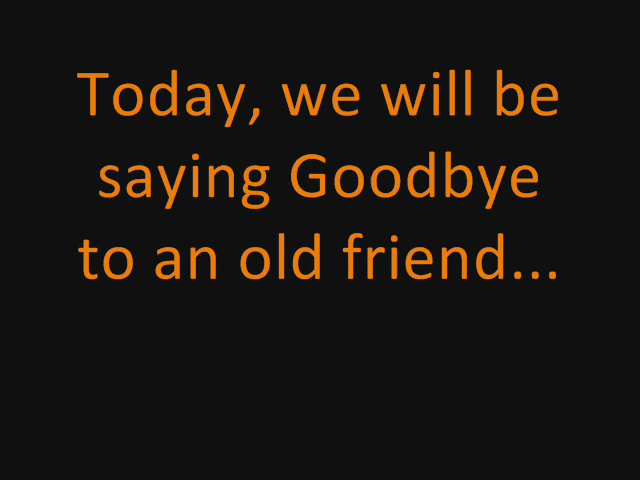 Today, we will be
saying Goodbye
to an old friend...